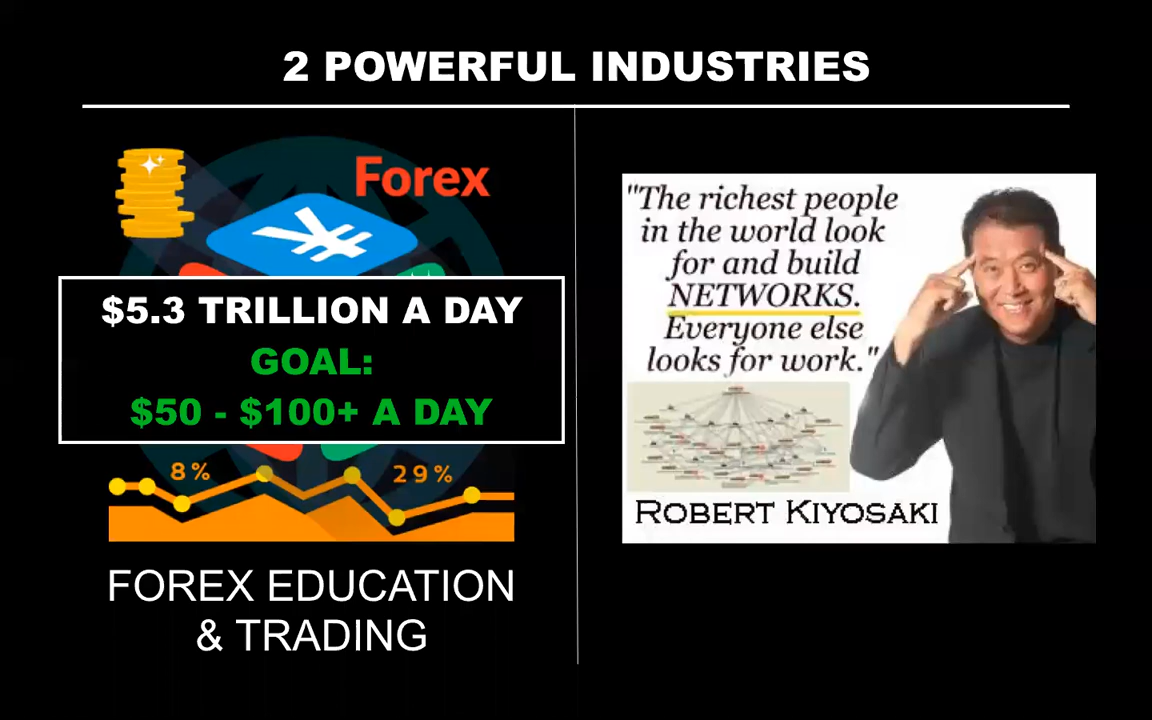 2 POWERFUL INDUSTRIES
Forex
$5.3 TRILLION A DAY
GOAL:
$50 - $100+ A DAY
8%
29%
FOREX EDUCATION
& TRADING
"The richest people
in the world look
for and build
NETWORKS.
Everyone else
looks for work."
ROBERT KIYOSAKI